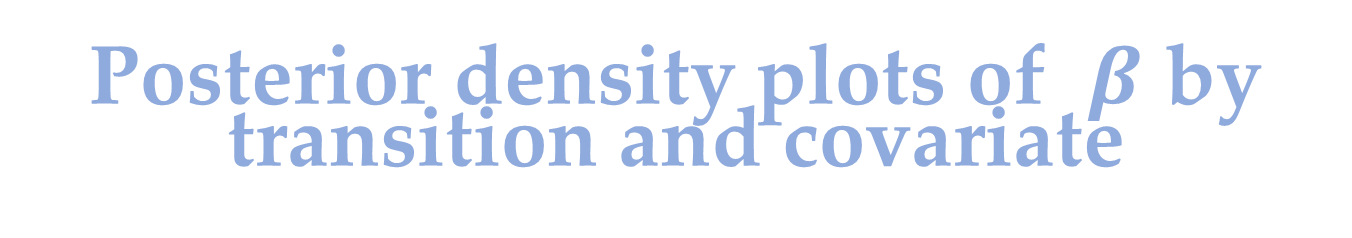 Posterior density plots of β by
transition and covariate